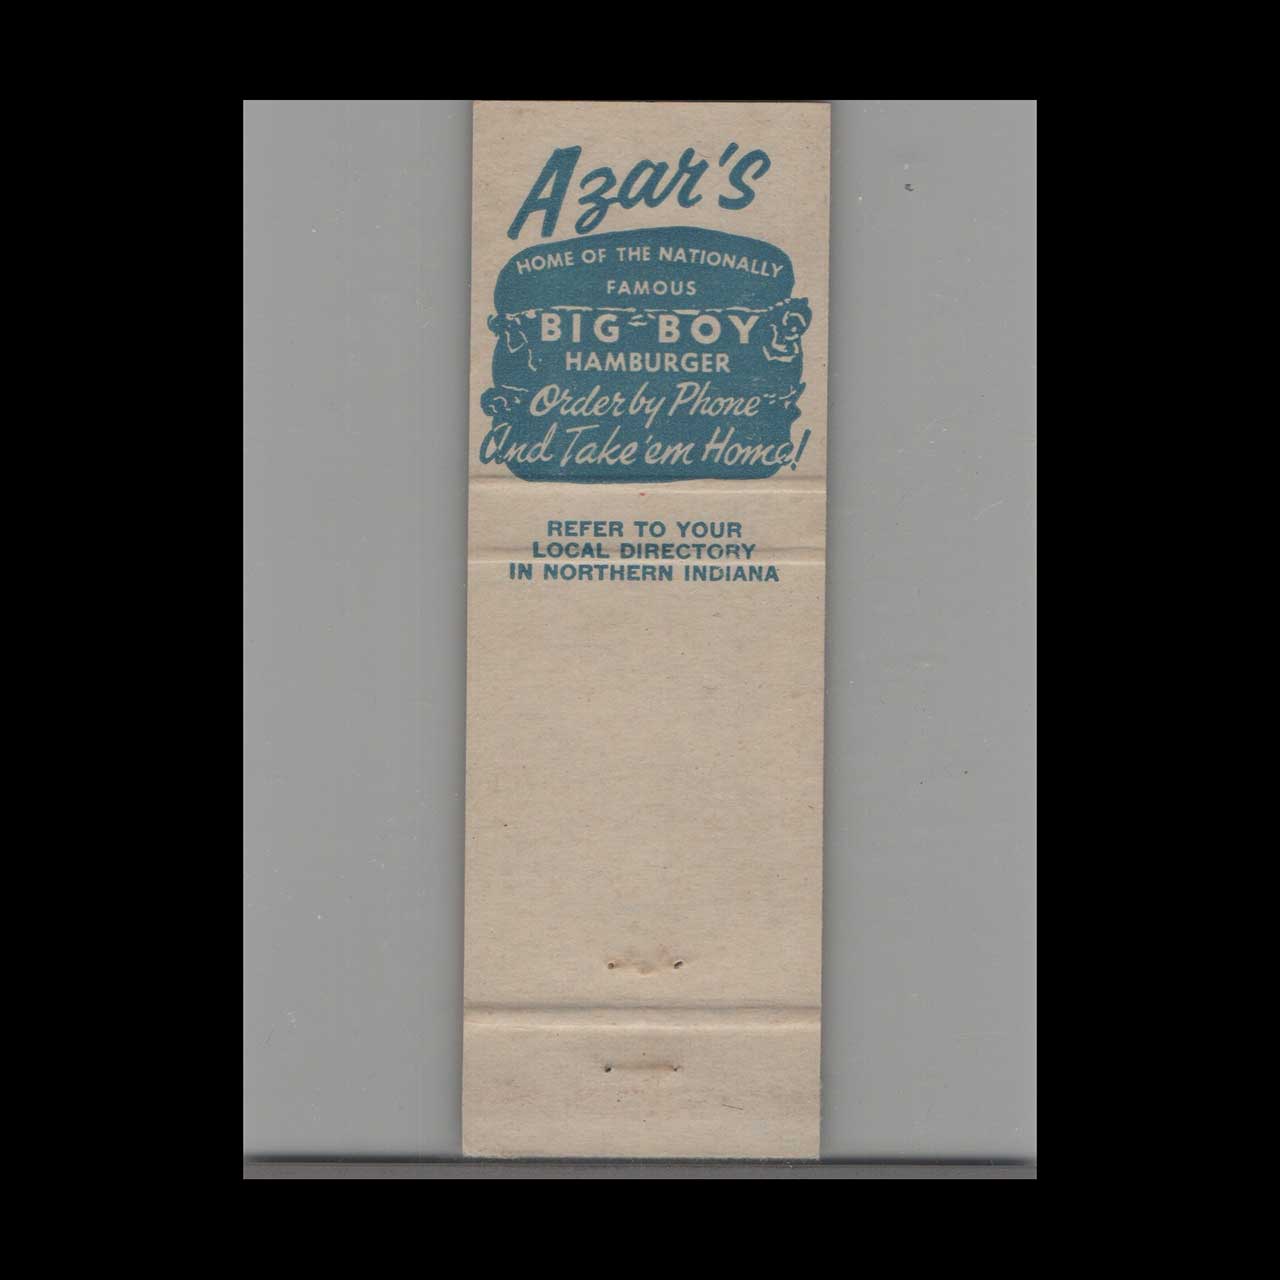 Azar's
HOME OF THE NATIONALLY
FAMOUS
BIG BOY
HAMBURGER
Order by Phone
And Take 'em Home!
REFER TO YOUR
LOCAL DIRECTORY
IN NORTHERN INDIANA